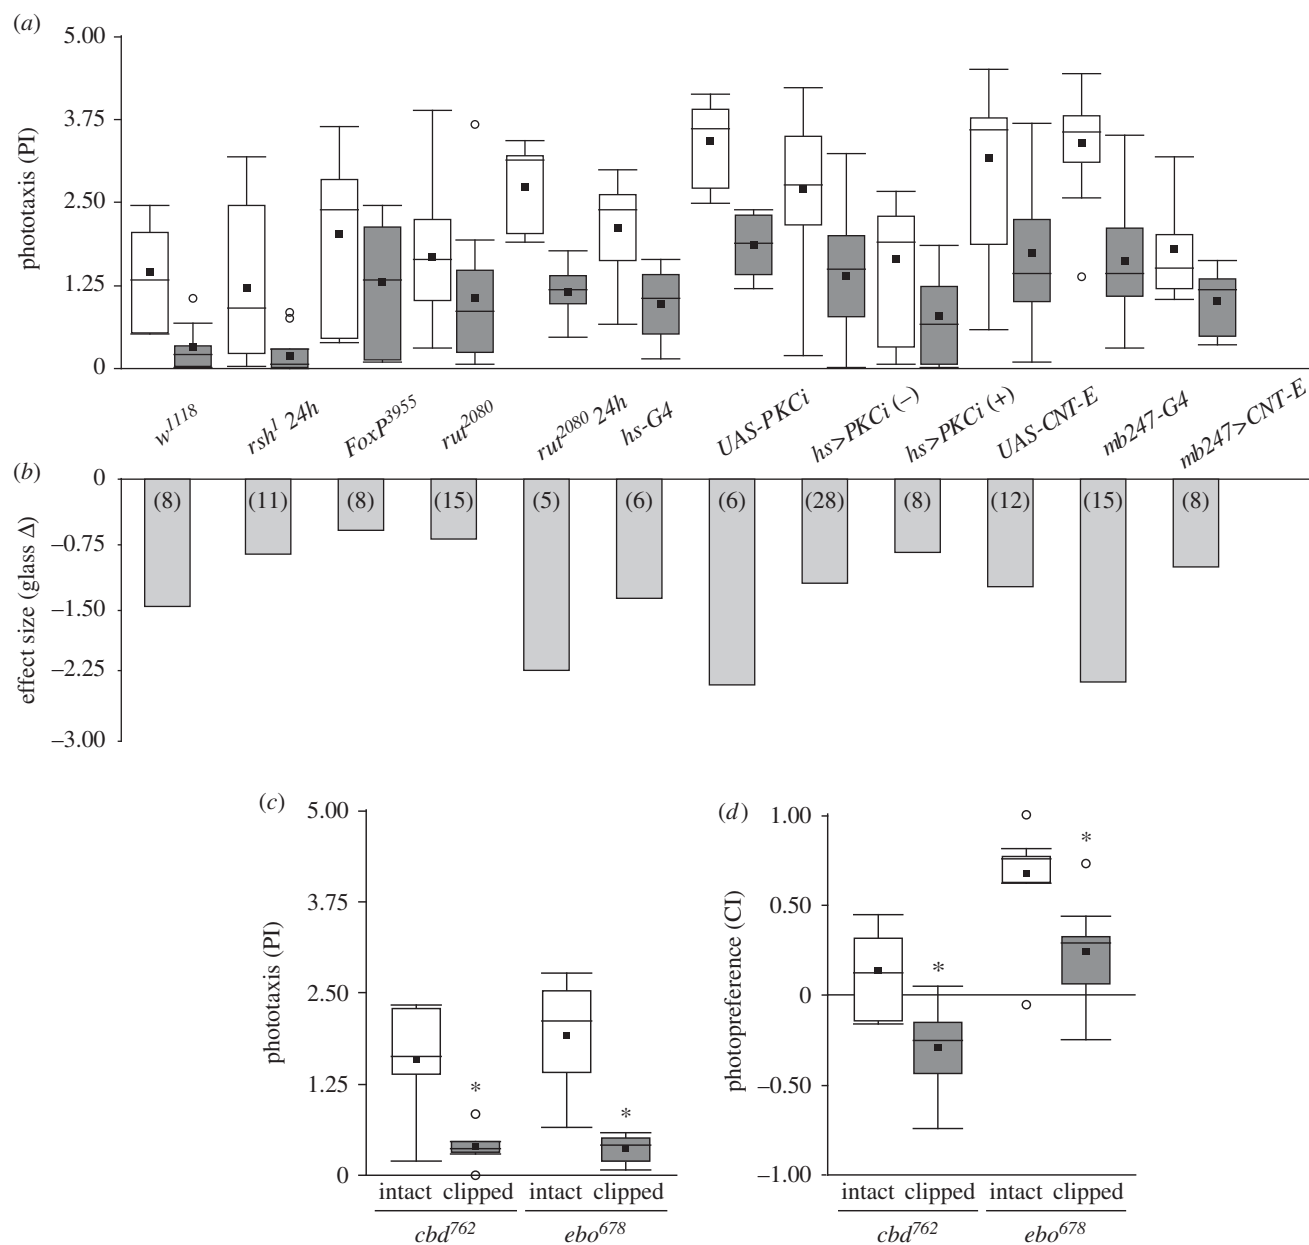 (a)
5.00
3.75
2.50
1.25
0
phototaxis (PI)
w1118
rsh1 24h
FoxP3955
rut2080
rut2080 24h
hs-G4
UAS-PKCi
hs>PKCi (–)
hs>PKCi (+)
UAS-CNT-E
mb247-G4
mb247>CNT-E
(b)
0
–0.75
–1.50
–2.25
–3.00
effect size (glass Δ)
(8) (11) (8) (15) (5) (6) (6) (28) (8) (12) (15) (8)
(c)
5.00
3.75
2.50
1.25
0
phototaxis (PI)
*
*
intact clipped intact clipped
cbd762 ebo678
(d)
1.00
0.50
0
–0.50
–1.00
photopreference (CI)
*
*
intact clipped intact clipped
cbd762 ebo678